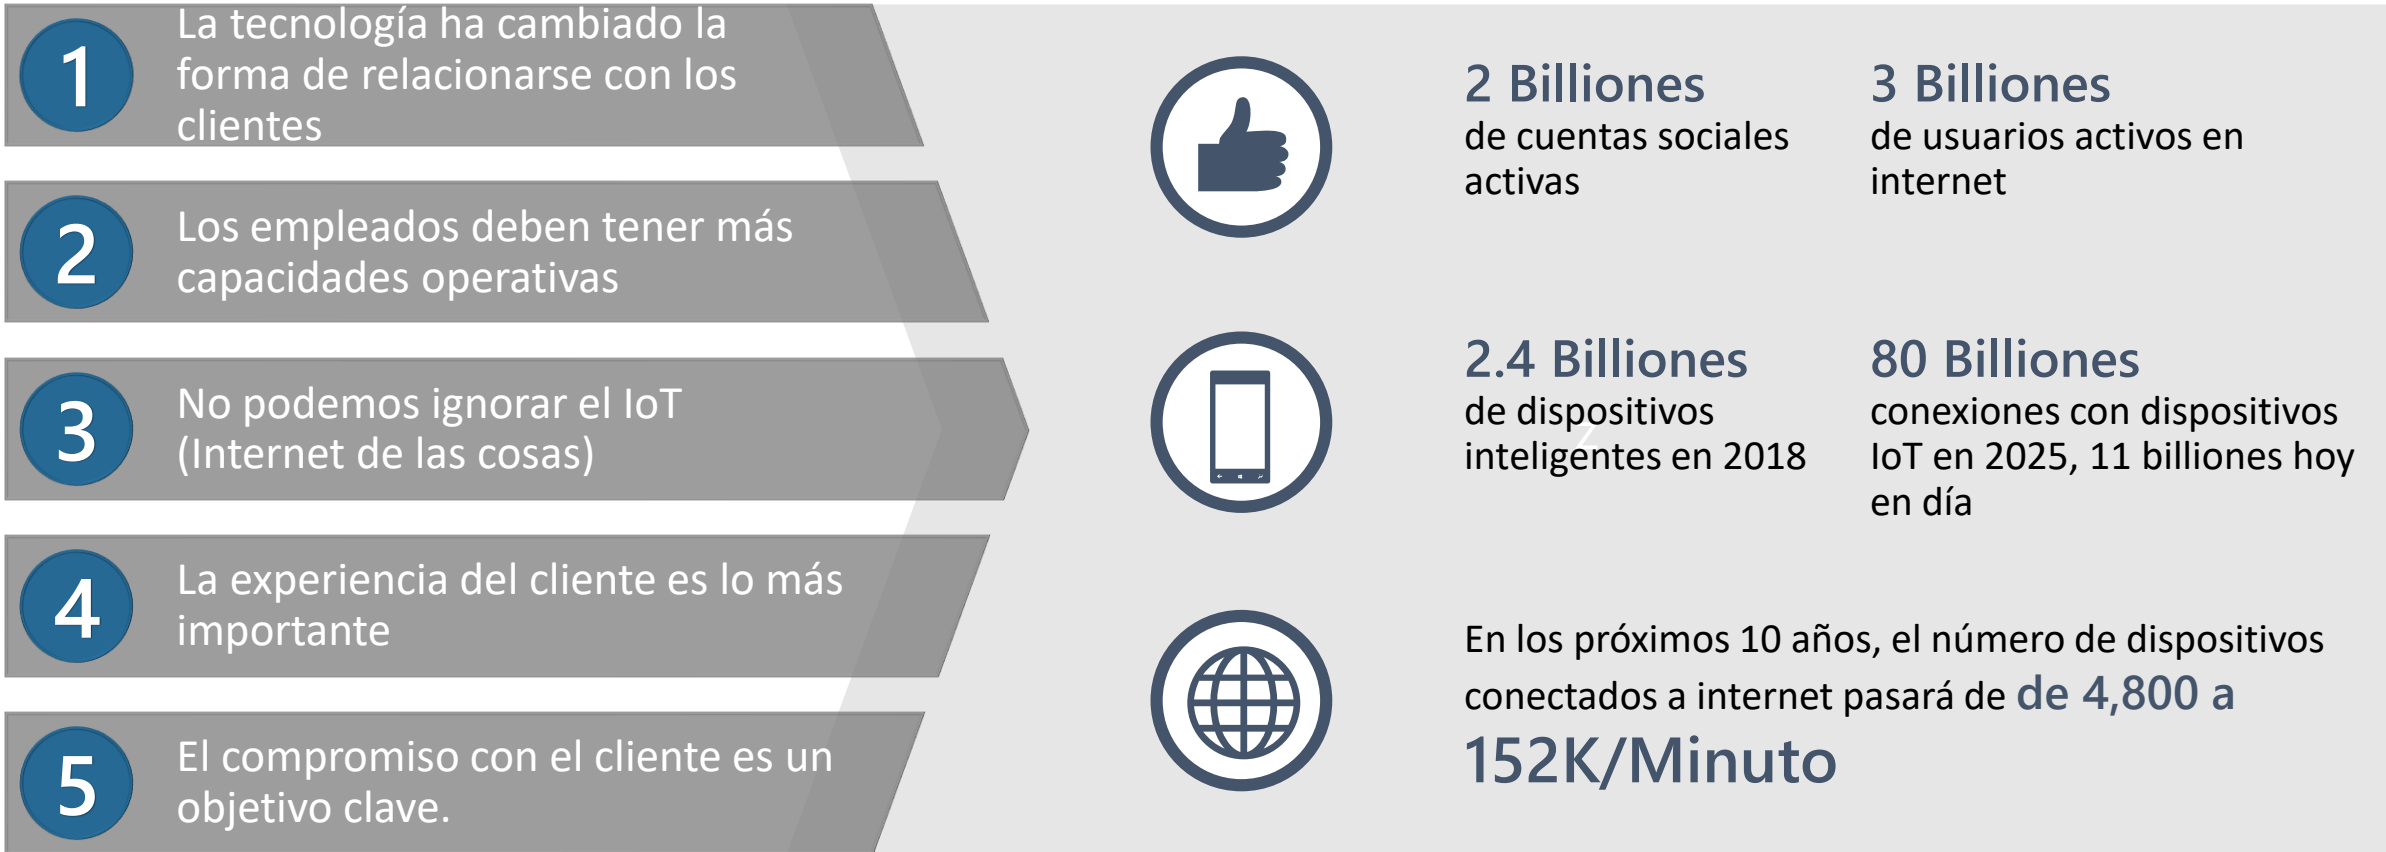 1
La tecnología ha cambiado la
forma de relacionarse con los
clientes
2
Los empleados deben tener más
capacidades operativas
3
No podemos ignorar el IoT
(Internet de las cosas)
4
La experiencia del cliente es lo más
importante
5
El compromiso con el cliente es un
objetivo clave.
2 Billiones
de cuentas sociales
activas
3 Billiones
de usuarios activos en
internet
2.4 Billiones
de dispositivos
inteligentes en 2018
80 Billiones
conexiones con dispositivos
IoT en 2025, 11 billiones hoy
en día
En los próximos 10 años, el número de dispositivos
conectados a internet pasará de de 4,800 a
152K/Minuto